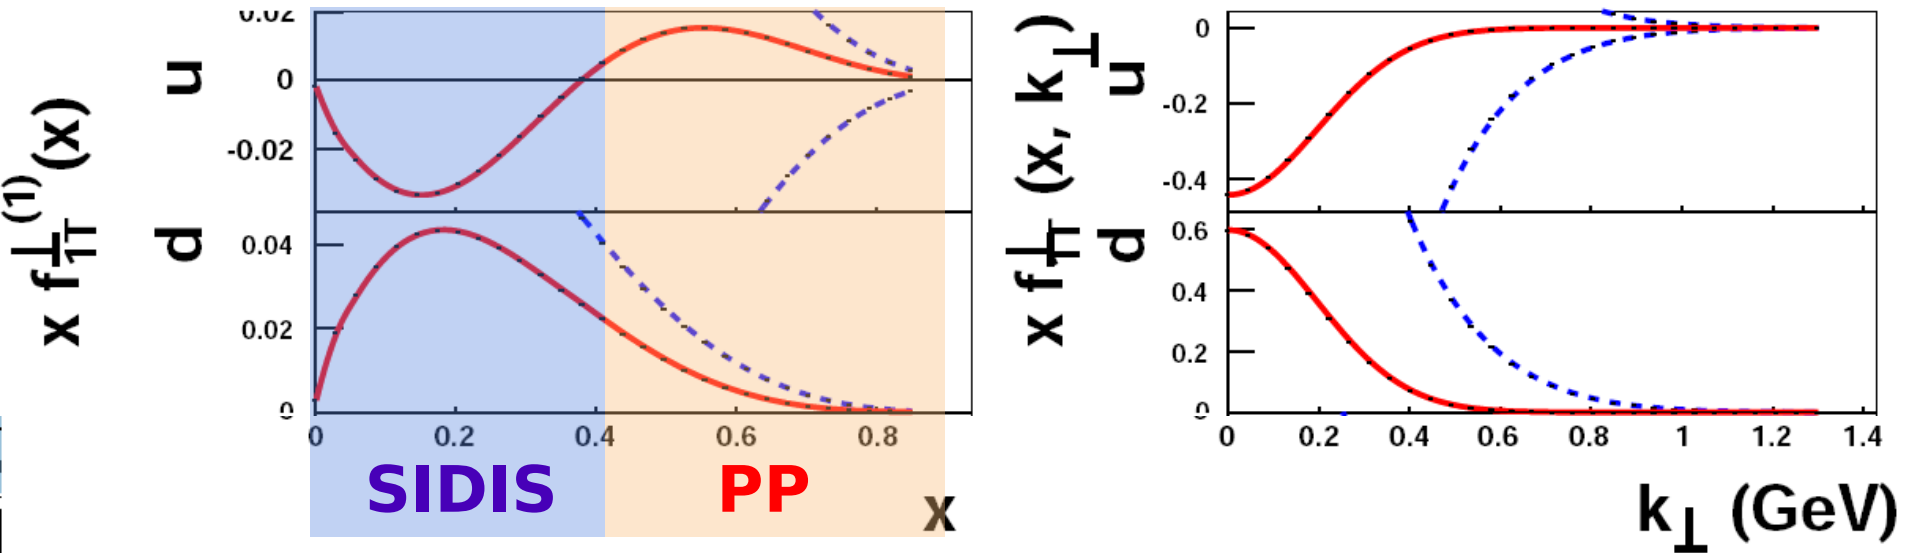 x f⊥(1)1T (x)
u
d
0.02
0
-0.02
0.04
0.02
0
0 0.2 0.4 0.6 0.8
SIDIS PP
x
x f⊥1T (x, k⊥)
u
d
0
-0.2
-0.4
0.6
0.4
0.2
0
0 0.2 0.4 0.6 0.8 1 1.2 1.4
k⊥ (GeV)